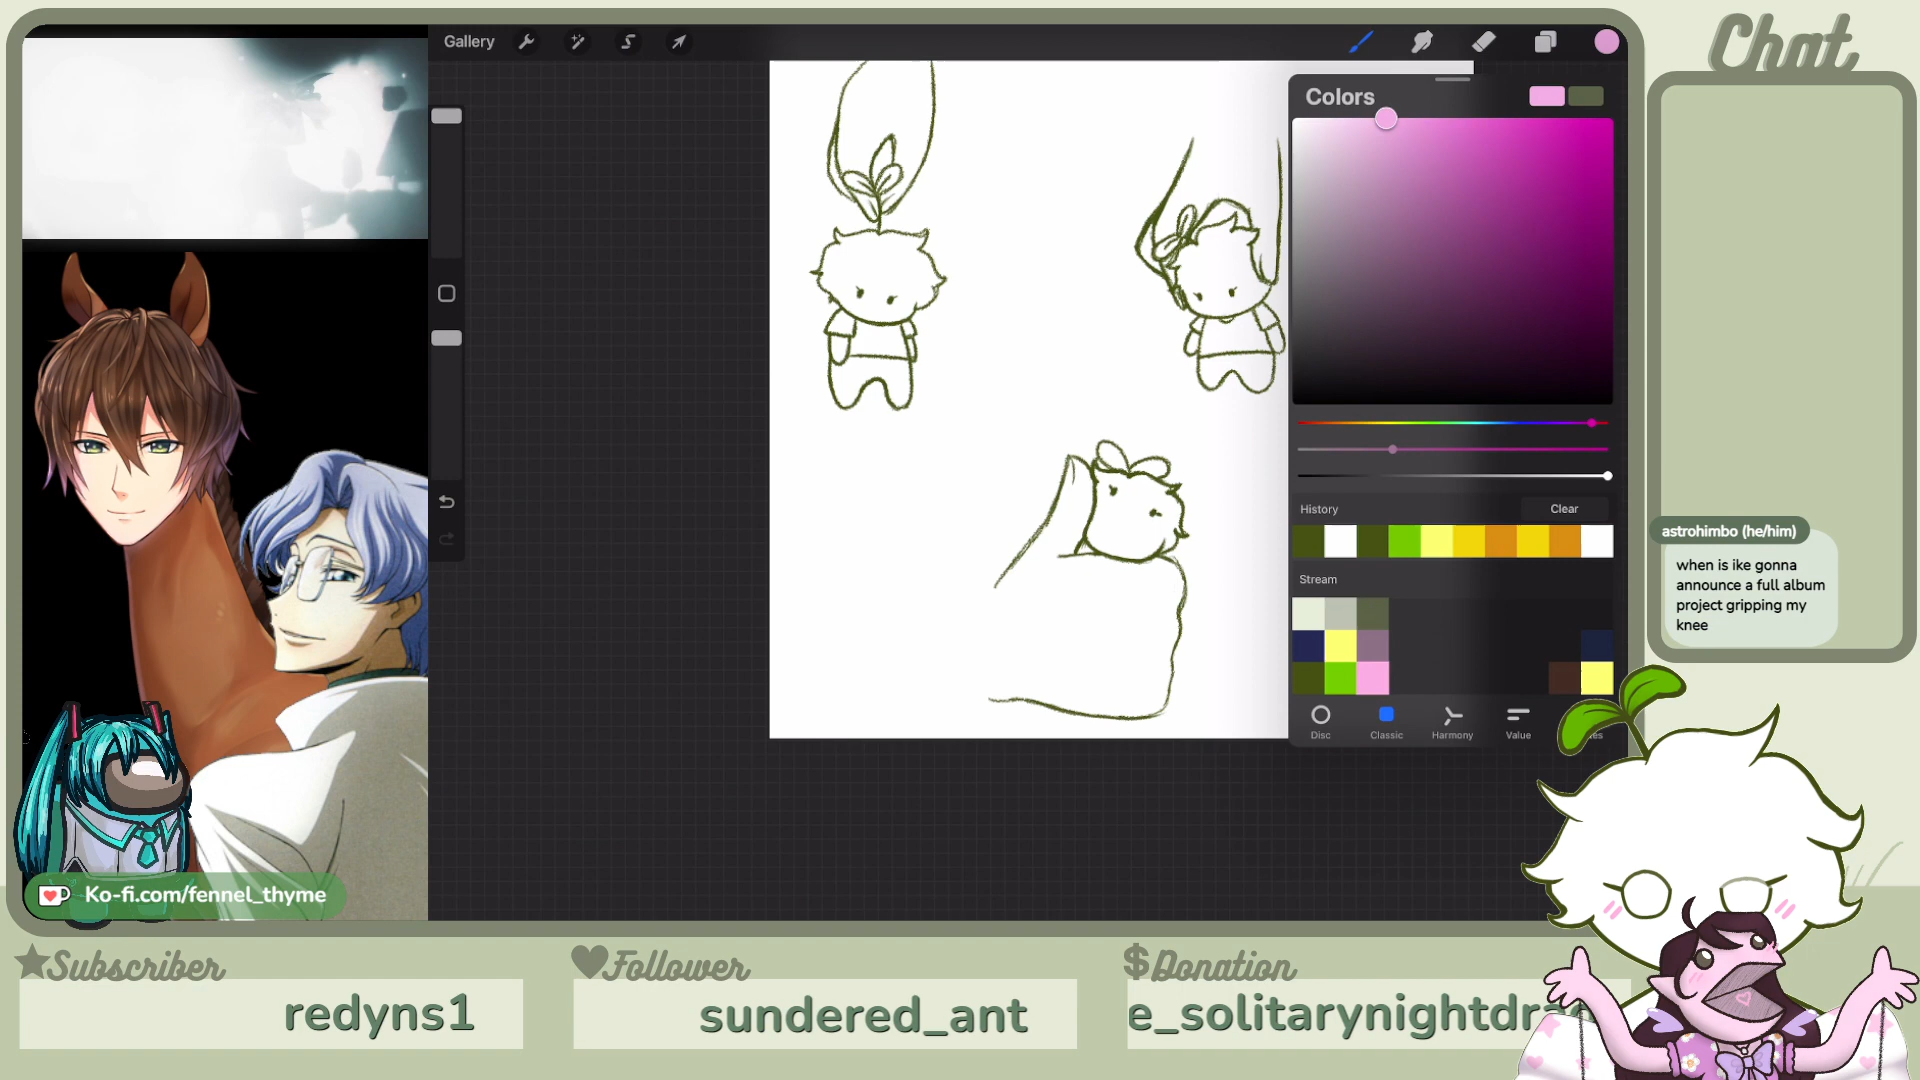 Gallery
Colors
History
Clear
Stream
Disc
Classic
Harmony
Value
Chat
astrohimbo (he/him)
when is ike gonna
announce a full album
project gripping my
knee
Ko-fi.com/fennel_thyme
Subscriber
redyns1
Follower
sundered_ant
$Donation
e_solitarynightdra